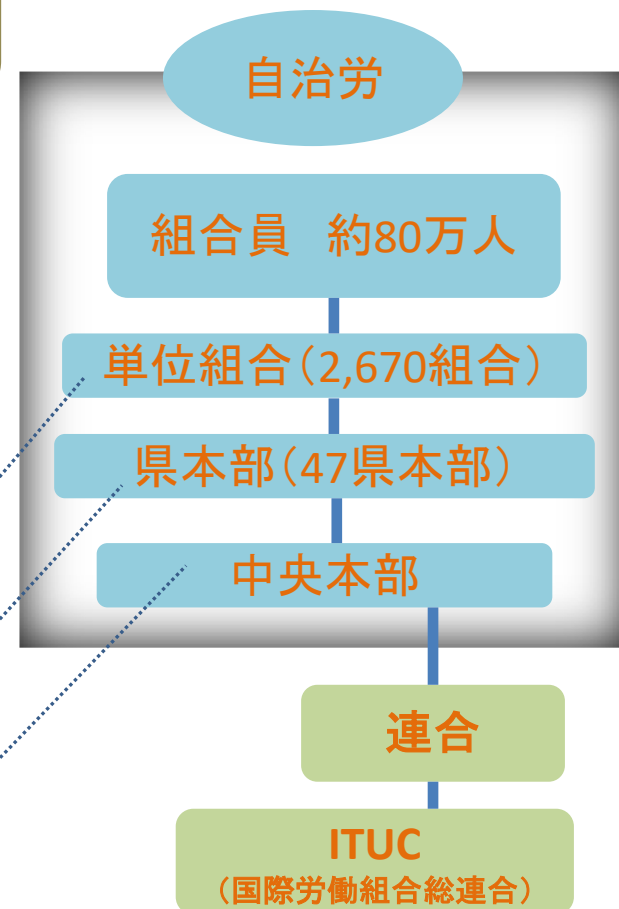 自治労
組合員　約80万人
単位組合（2,670組合）
県本部（47県本部）
中央本部
連合
ITUC
（国際労働組合総連合）